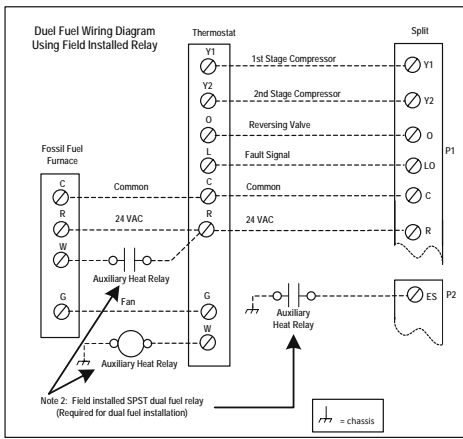 Duel Fuel Wiring Diagram
Using Field Installed Relay
Thermostat
Split
Y1
1st Stage Compressor
Y1
Y2
2nd Stage Compressor
Y2
O
Reversing Valve
O
P1
Fossil Fuel
Furnace
L
Fault Signal
LO
C
Common
C
Common
C
R
24 VAC
R
24 VAC
R
W
Auxiliary Heat Relay
P2
ES
G
Fan
G
Auxiliary
Heat Relay
W
Auxiliary Heat Relay
Note 2: Field installed SPST dual fuel relay
(Required for dual fuel installation)
= chassis